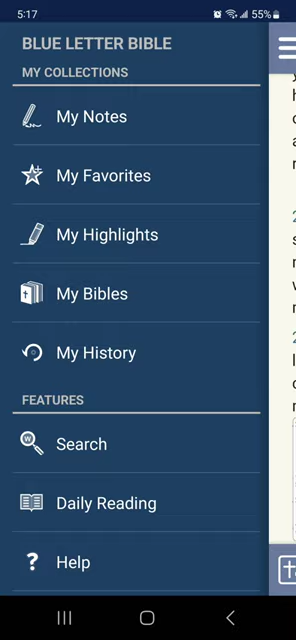 5:17
55%
BLUE LETTER BIBLE
MY COLLECTIONS
My Notes
My Favorites
My Highlights
My Bibles
My History
FEATURES
Search
Daily Reading
Help